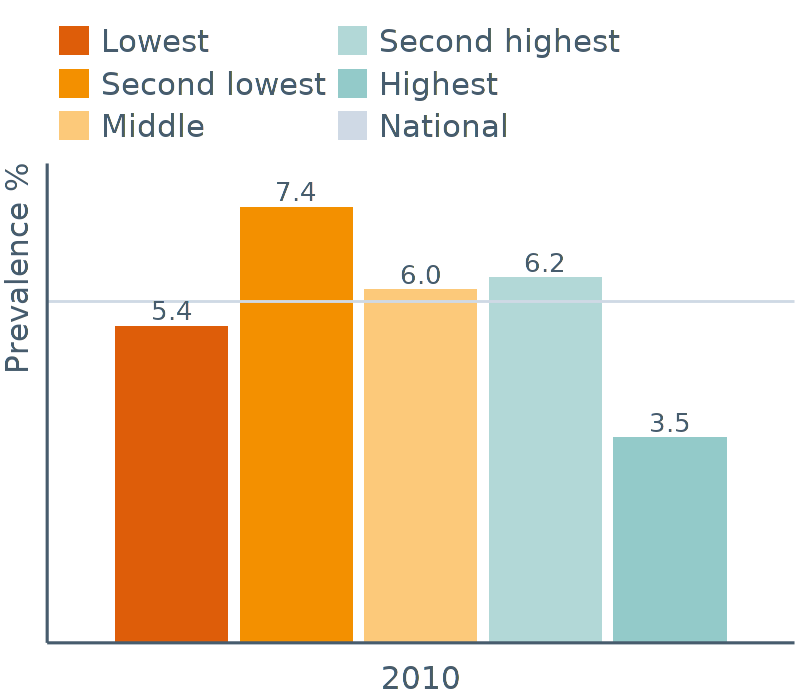 Lowest
Second lowest
Middle
Second highest
Highest
National
Prevalence %
5.4
7.4
6.0
6.2
3.5
2010